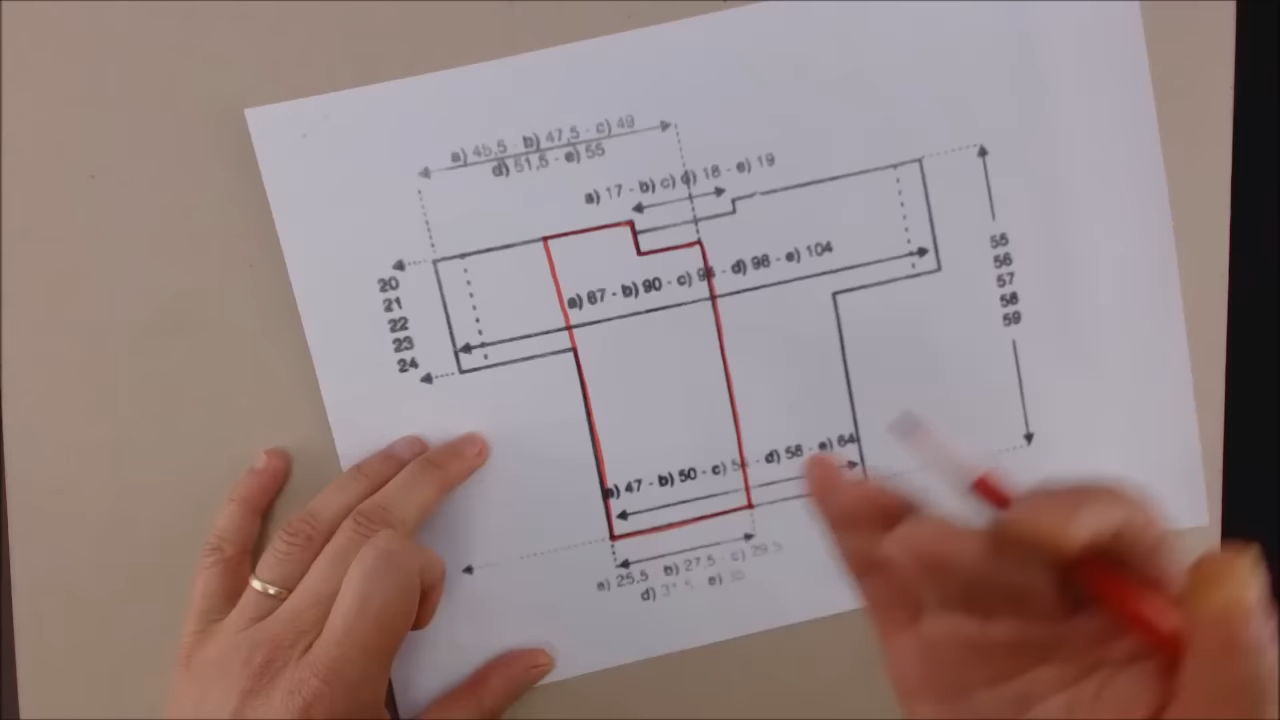 a) 45,5 - b) 47,5 - c) 49
d) 51,5 - e) 55
a) 17 - b) c) d) 18 - e) 19
20
21
22
23
24
a) 87 - b) 90 - c) d) 98 - e) 104
55
56
57
58
59
a) 47 - b) 50 - c) - d) 58 - e) 64
a) 25,5 b) 27,5 - c) 29,5
d) e)